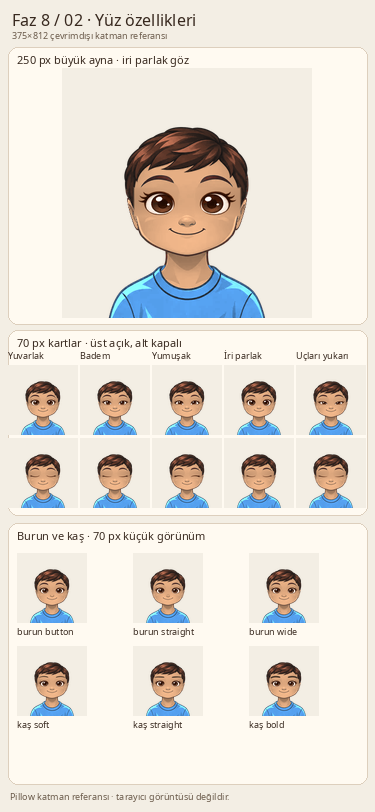 Faz 8 / 02 · Yüz özellikleri
375×812 çevrimdışı katman referansı
250 px büyük ayna · iri parlak göz
70 px kartlar · üst açık, alt kapalı
Yuvarlak Badem Yumuşak İri parlak Uçları yukarı
Burun ve kaş · 70 px küçük görünüm
burun button burun straight burun wide
kaş soft kaş straight kaş bold
Pillow katman referansı · tarayıcı görüntüsü değildir.